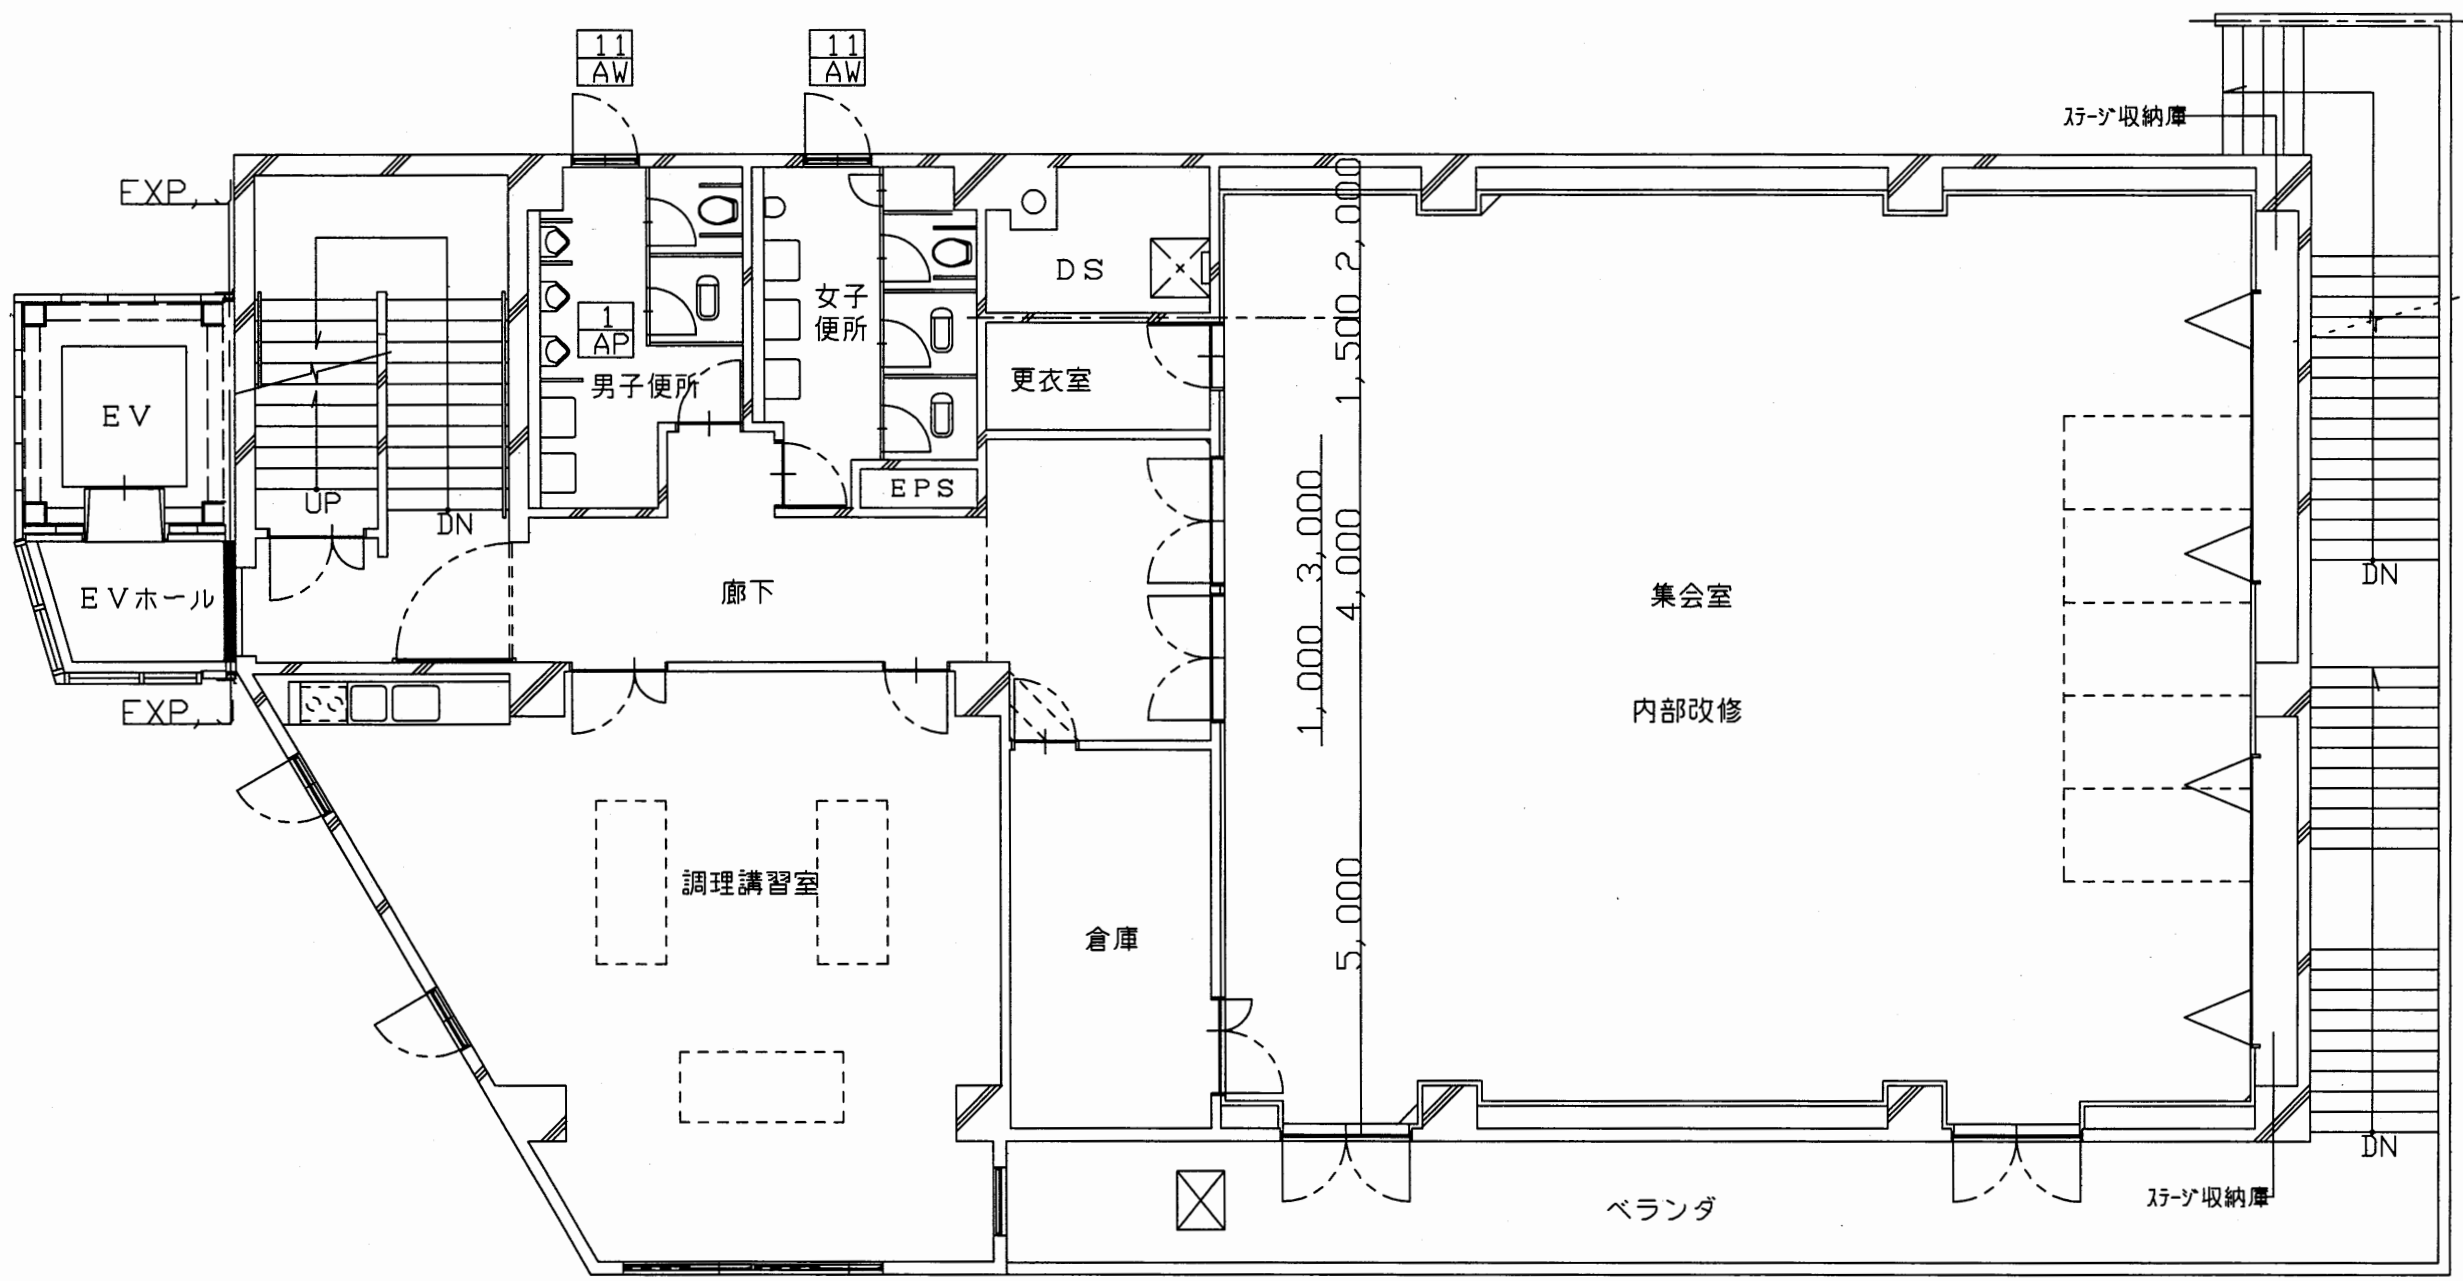 11
AW
11
AW
ステージ収納庫
EXP.
2,000
DS
女子
便所
1
AP
1,500
男子便所
更衣室
EV
EPS
UP
DN
3,000
4,000
DN
EVホール
廊下
集会室
1,000
内部改修
EXP.
調理講習室
5,000
倉庫
DN
ステージ収納庫
ベランダ